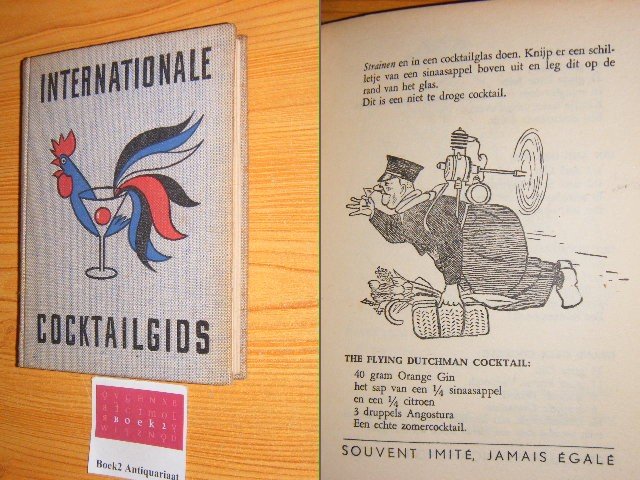 INTERNATIONALE
COCKTAILGIDS
BOEK2
Boek2 Antiquariaat
Strainen en in een cocktailglas doen. Knijp er een schil-
letje van een sinaasappel boven uit en leg dit op de
rand van het glas.
Dit is een niet te droge cocktail.
THE FLYING DUTCHMAN COCKTAIL:
40 gram Orange Gin
het sap van een 1/4 sinaasappel
en een 1/4 citroen
3 druppels Angostura
Een echte zomercocktail.
SOUVENT IMITÉ, JAMAIS ÉGALÉ